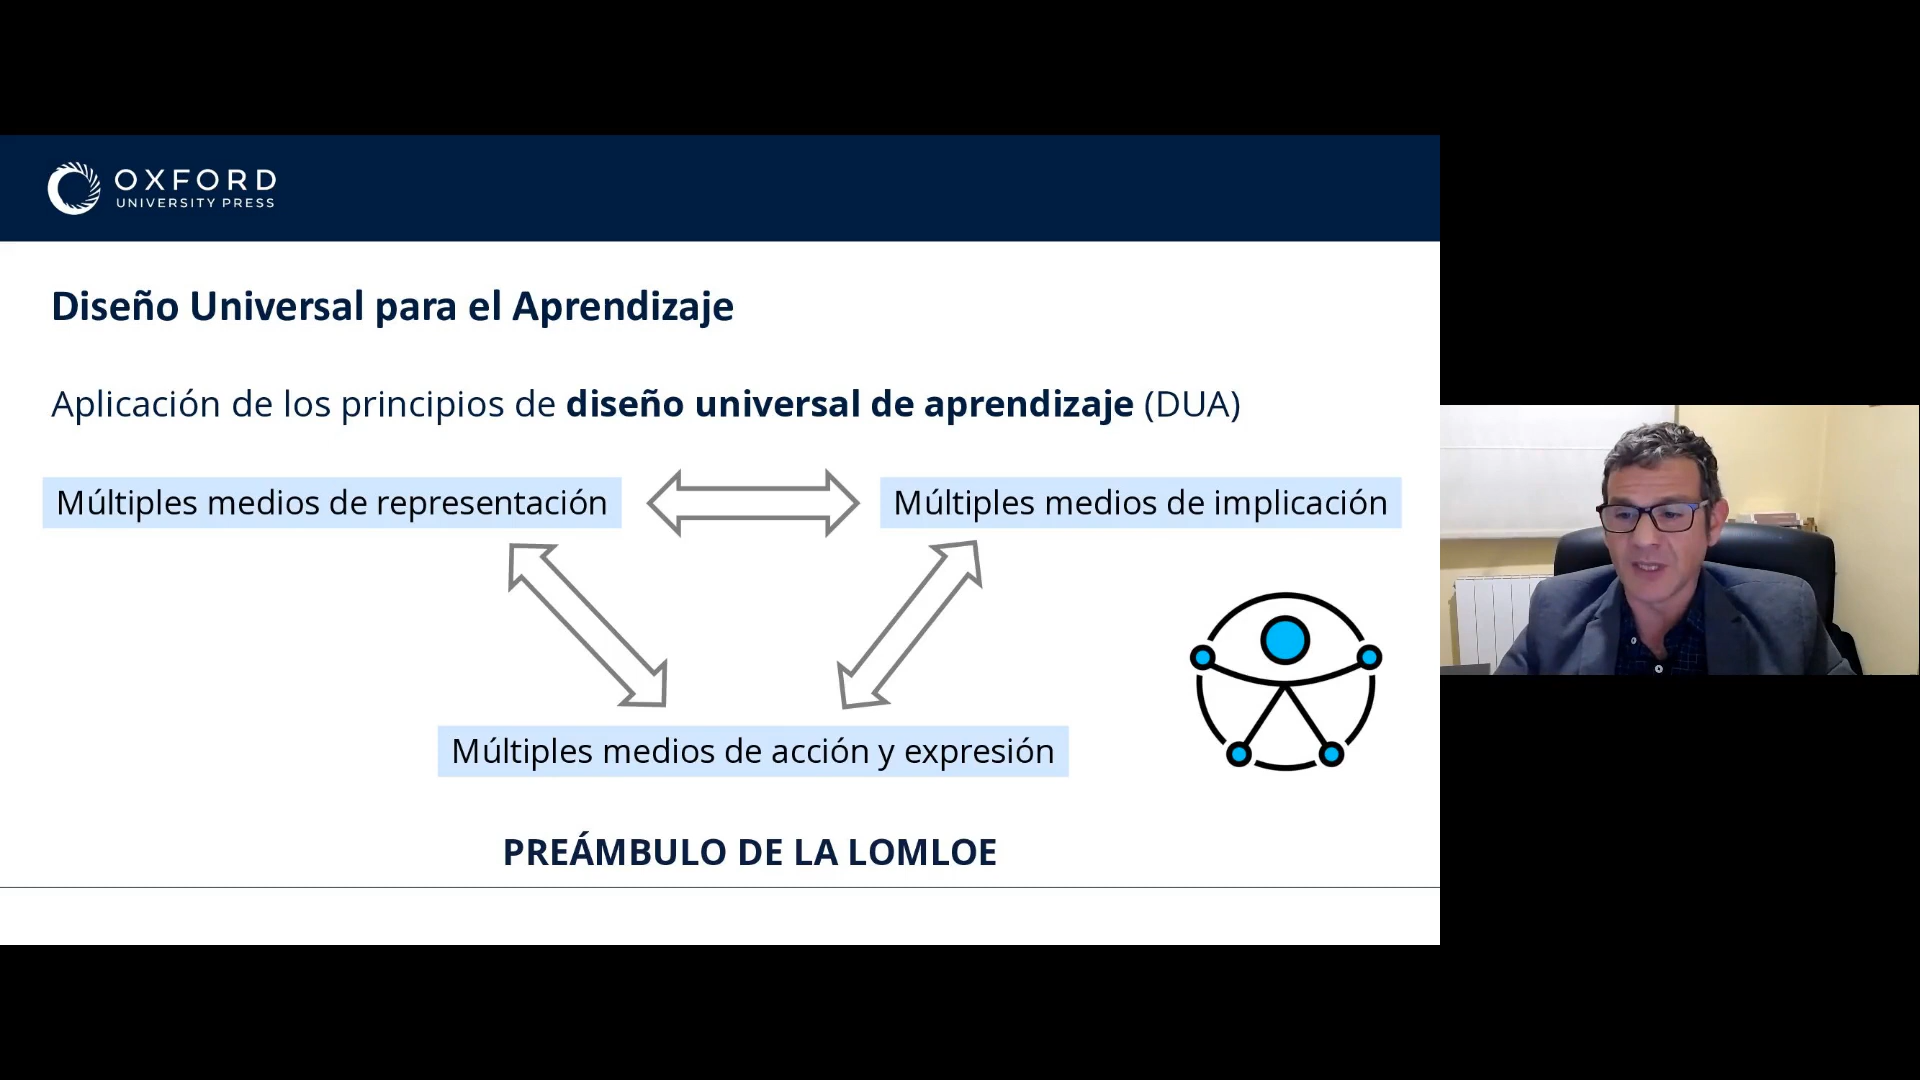 OXFORD
UNIVERSITY PRESS
Diseño Universal para el Aprendizaje
Aplicación de los principios de diseño universal de aprendizaje (DUA)
Múltiples medios de representación
Múltiples medios de implicación
Múltiples medios de acción y expresión
PREÁMBULO DE LA LOMLOE